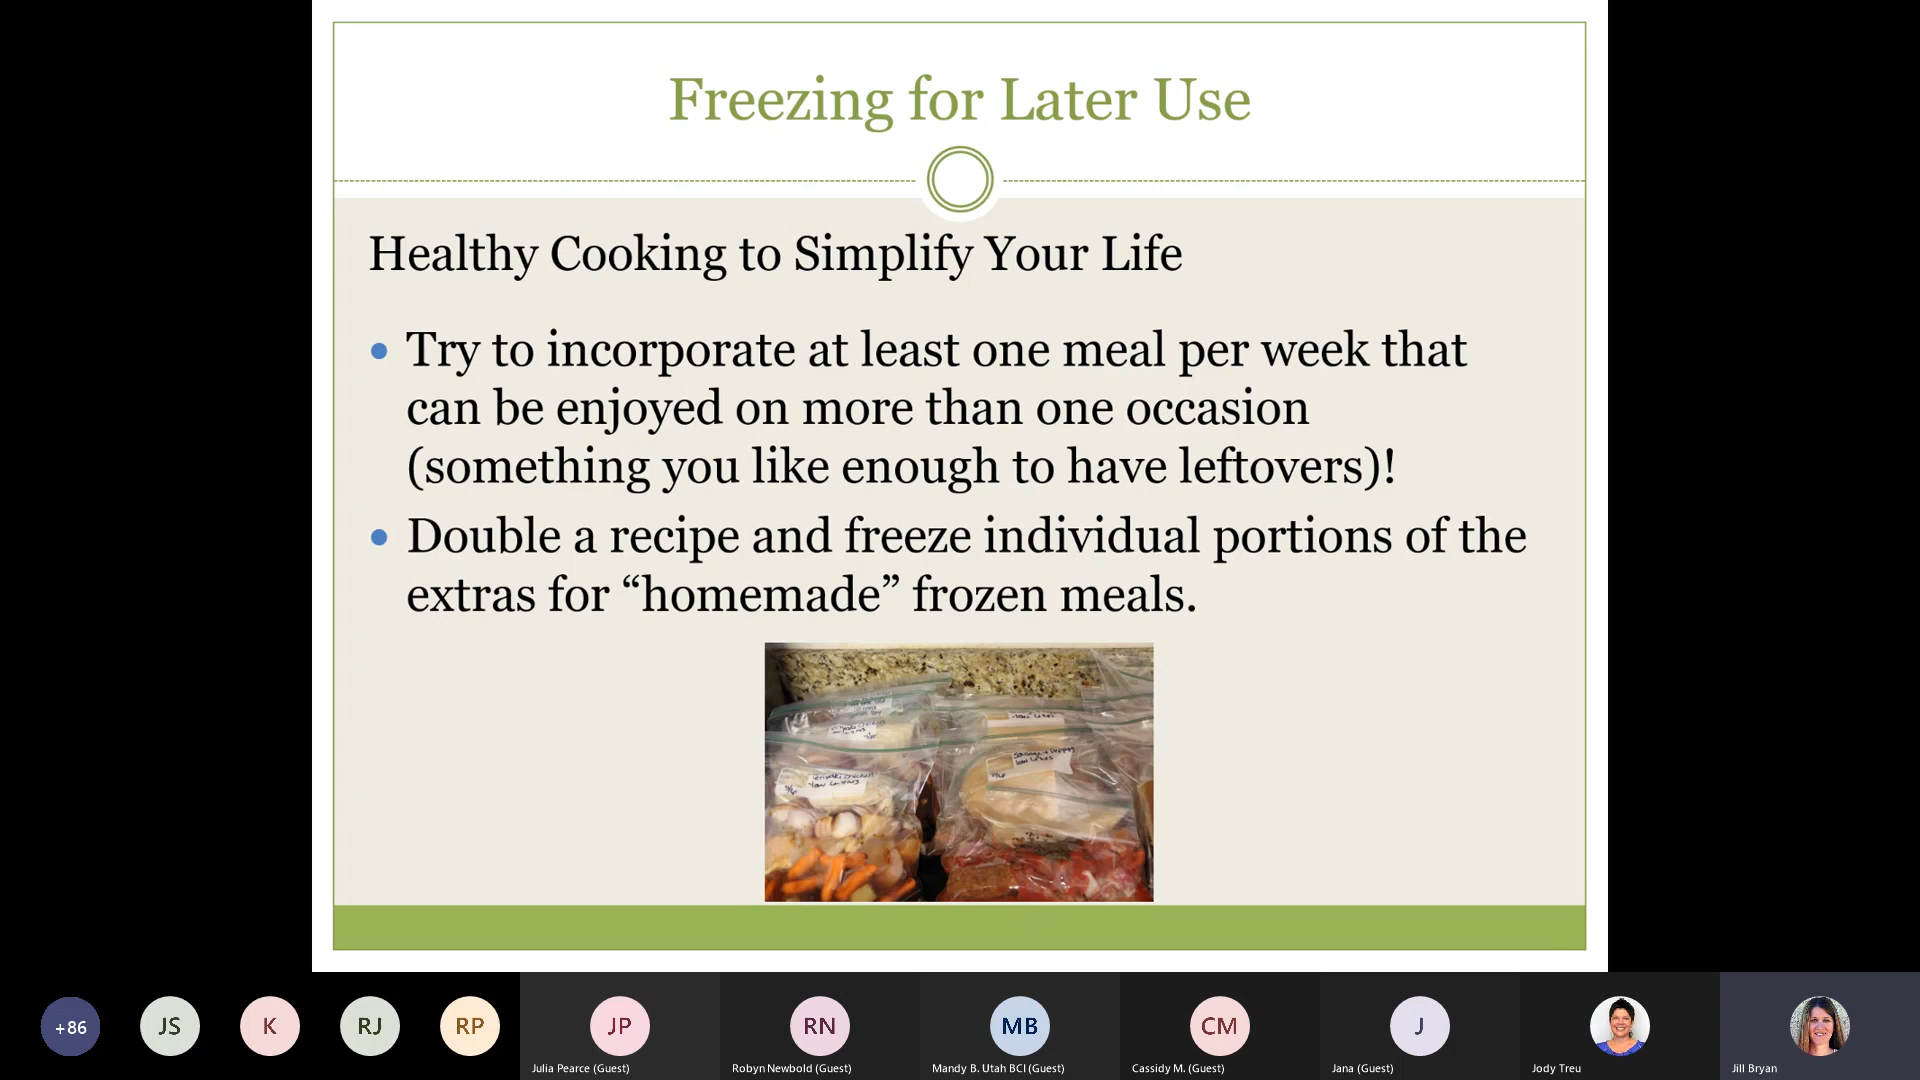 Freezing for Later Use
Healthy Cooking to Simplify Your Life
• Try to incorporate at least one meal per week that
can be enjoyed on more than one occasion
(something you like enough to have leftovers)!
• Double a recipe and freeze individual portions of the
extras for “homemade” frozen meals.
+86
JS
K
RJ
RP
JP
RN
MB
CM
J
Julia Pearce (Guest)
Robyn Newbold (Guest)
Mandy B. Utah BCI (Guest)
Cassidy M. (Guest)
Jana (Guest)
Jody Treu
Jill Bryan